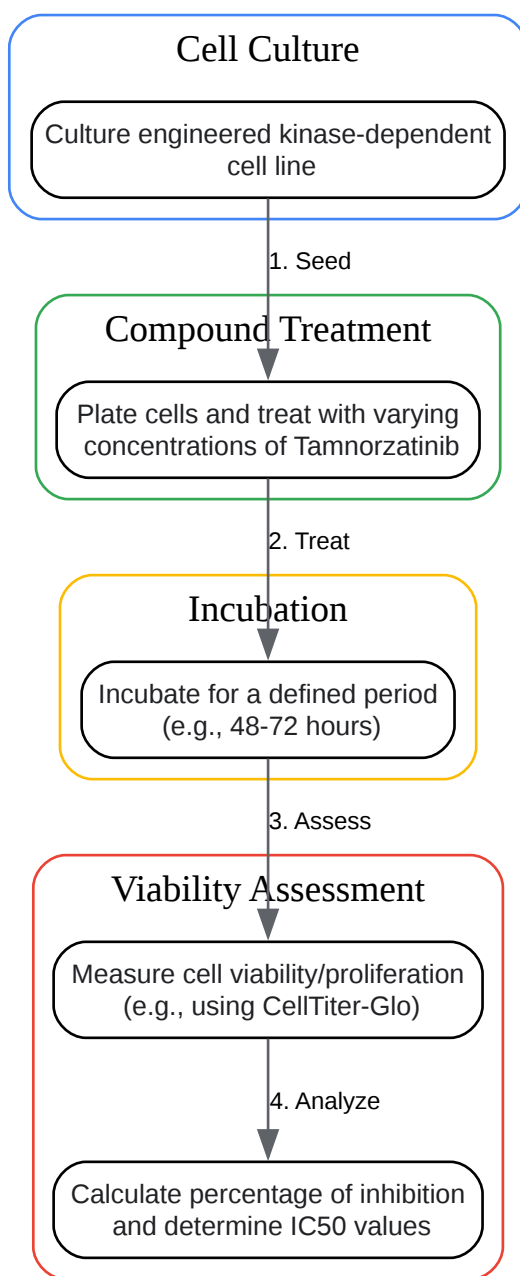 Cell Culture
Culture engineered kinase-dependent
cell line
1. Seed
Compound Treatment
Plate cells and treat with varying
concentrations of Tamnorzatinib
2. Treat
Incubation
Incubate for a defined period
(e.g., 48-72 hours)
3. Assess
Viability Assessment
Measure cell viability/proliferation
(e.g., using CellTiter-Glo)
4. Analyze
Calculate percentage of inhibition
and determine IC50 values